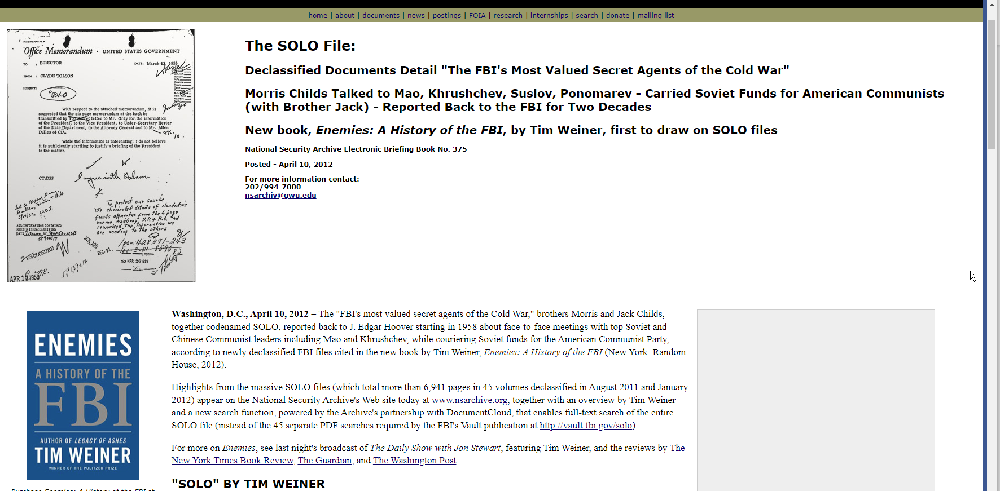 home | about | documents | news | postings | FOIA | research | internships | search | donate | mailing list
Office Memorandum • UNITED STATES GOVERNMENT
TO : DIRECTOR
DATE: March 12, 1959
FROM : CLYDE TOLSON
SUBJECT:
SOLO
With respect to the attached memorandum, it is
suggested that the six page memorandum at the back be
transmitted by Top Secret letter to Mr. Gray for the information
of the President, to the Vice President, to Under-Secretary Herter
of the State Department, to the Attorney General and to Mr. Allen
Dulles of CIA.
OK.
While the information is interesting, I do not believe
it is sufficiently startling to justify a briefing of the President
in the matter.
CT:DSS
I agree with Tolson.
To protect our source
We eliminated details of clandestine
funds apparatus from the 6 page
memo to Gray, V.P. & A.G. and
reworked the information we
are sending to the others
ALL INFORMATION CONTAINED
HEREIN IS UNCLASSIFIED
DATE
ENCLOSURE
REC- 92
100-428091-243
MAR 26 1959
APR 13 1959
The SOLO File:
Declassified Documents Detail "The FBI's Most Valued Secret Agents of the Cold War"
Morris Childs Talked to Mao, Khrushchev, Suslov, Ponomarev - Carried Soviet Funds for American Communists
(with Brother Jack) - Reported Back to the FBI for Two Decades
New book, Enemies: A History of the FBI, by Tim Weiner, first to draw on SOLO files
National Security Archive Electronic Briefing Book No. 375
Posted - April 10, 2012
For more information contact:
202/994-7000
nsarchiv@gwu.edu
ENEMIES
A HISTORY OF THE
FBI
AUTHOR OF LEGACY OF ASHES
TIM WEINER
WINNER OF THE PULITZER PRIZE
Purchase Enemies: A History of the FBI at
Washington, D.C., April 10, 2012 – The "FBI's most valued secret agents of the Cold War," brothers Morris and Jack Childs,
together codenamed SOLO, reported back to J. Edgar Hoover starting in 1958 about face-to-face meetings with top Soviet and
Chinese Communist leaders including Mao and Khrushchev, while couriering Soviet funds for the American Communist Party,
according to newly declassified FBI files cited in the new book by Tim Weiner, Enemies: A History of the FBI (New York: Random
House, 2012).
Highlights from the massive SOLO files (which total more than 6,941 pages in 45 volumes declassified in August 2011 and January
2012) appear on the National Security Archive's Web site today at www.nsarchive.org, together with an overview by Tim Weiner
and a new search function, powered by the Archive's partnership with DocumentCloud, that enables full-text search of the entire
SOLO file (instead of the 45 separate PDF searches required by the FBI's Vault publication at http://vault.fbi.gov/solo).
For more on Enemies, see last night's broadcast of The Daily Show with Jon Stewart, featuring Tim Weiner, and the reviews by The
New York Times Book Review, The Guardian, and The Washington Post.
"SOLO" BY TIM WEINER